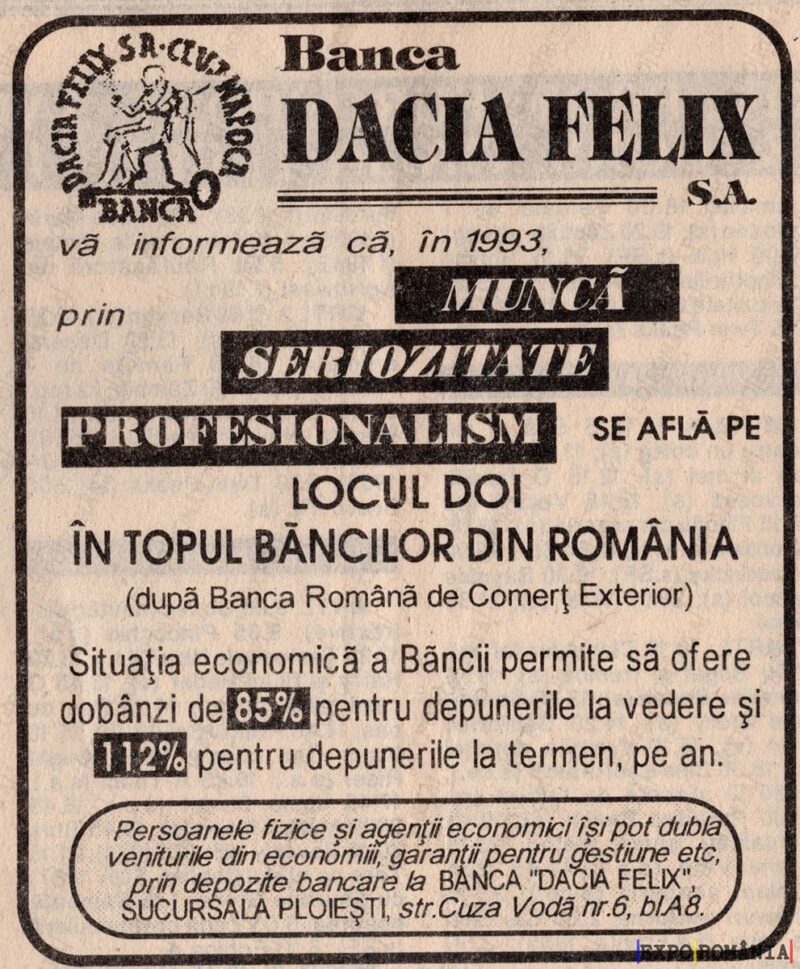 DACIA FELIX SA · CLUJ NAPOCA
BANCA
Banca
DACIA FELIX
S.A.
vă informează că, în 1993,
prin MUNCĂ
SERIOZITATE
PROFESIONALISM SE AFLĂ PE
LOCUL DOI
ÎN TOPUL BĂNCILOR DIN ROMÂNIA
(după Banca Română de Comerţ Exterior)
Situaţia economică a Băncii permite să ofere
dobânzi de 85% pentru depunerile la vedere şi
112% pentru depunerile la termen, pe an.
Persoanele fizice şi agenţii economici îşi pot dubla
veniturile din economiii, garanţii pentru gestiune etc,
prin depozite bancare la BANCA "DACIA FELIX",
SUCURSALA PLOIEŞTI, str.Cuza Vodă nr.6, blA8.
EXPO ROMÂNIA